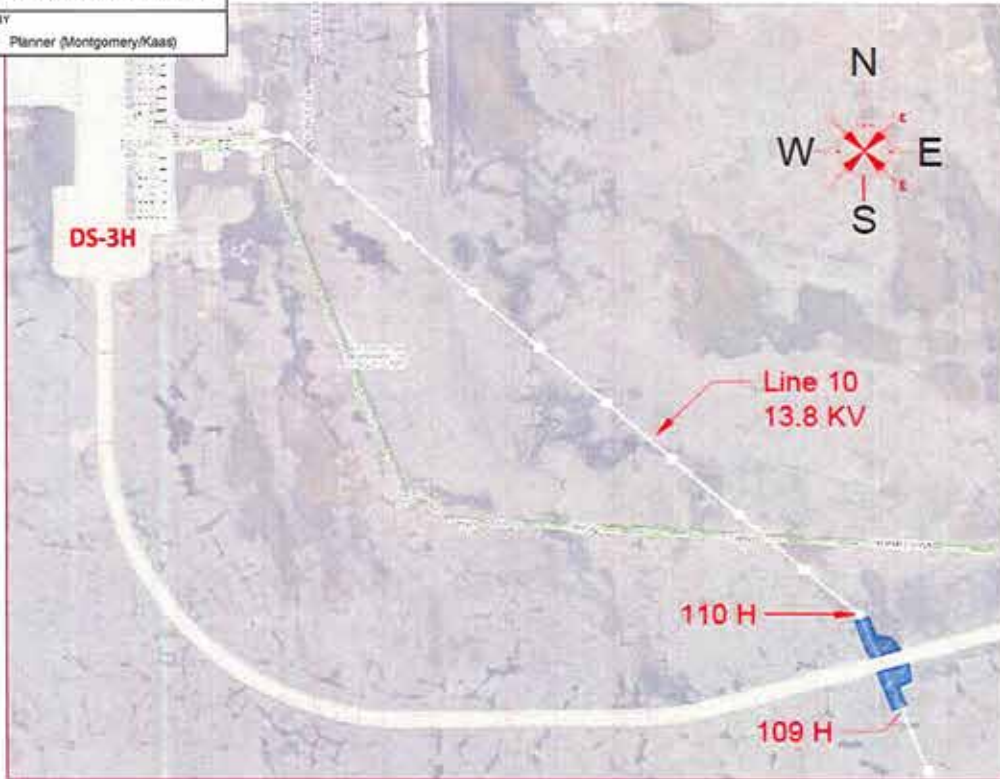 Planner (Montgomery/Kaas)
N
W
E
S
DS-3H
Line 10
13.8 KV
110 H
109 H